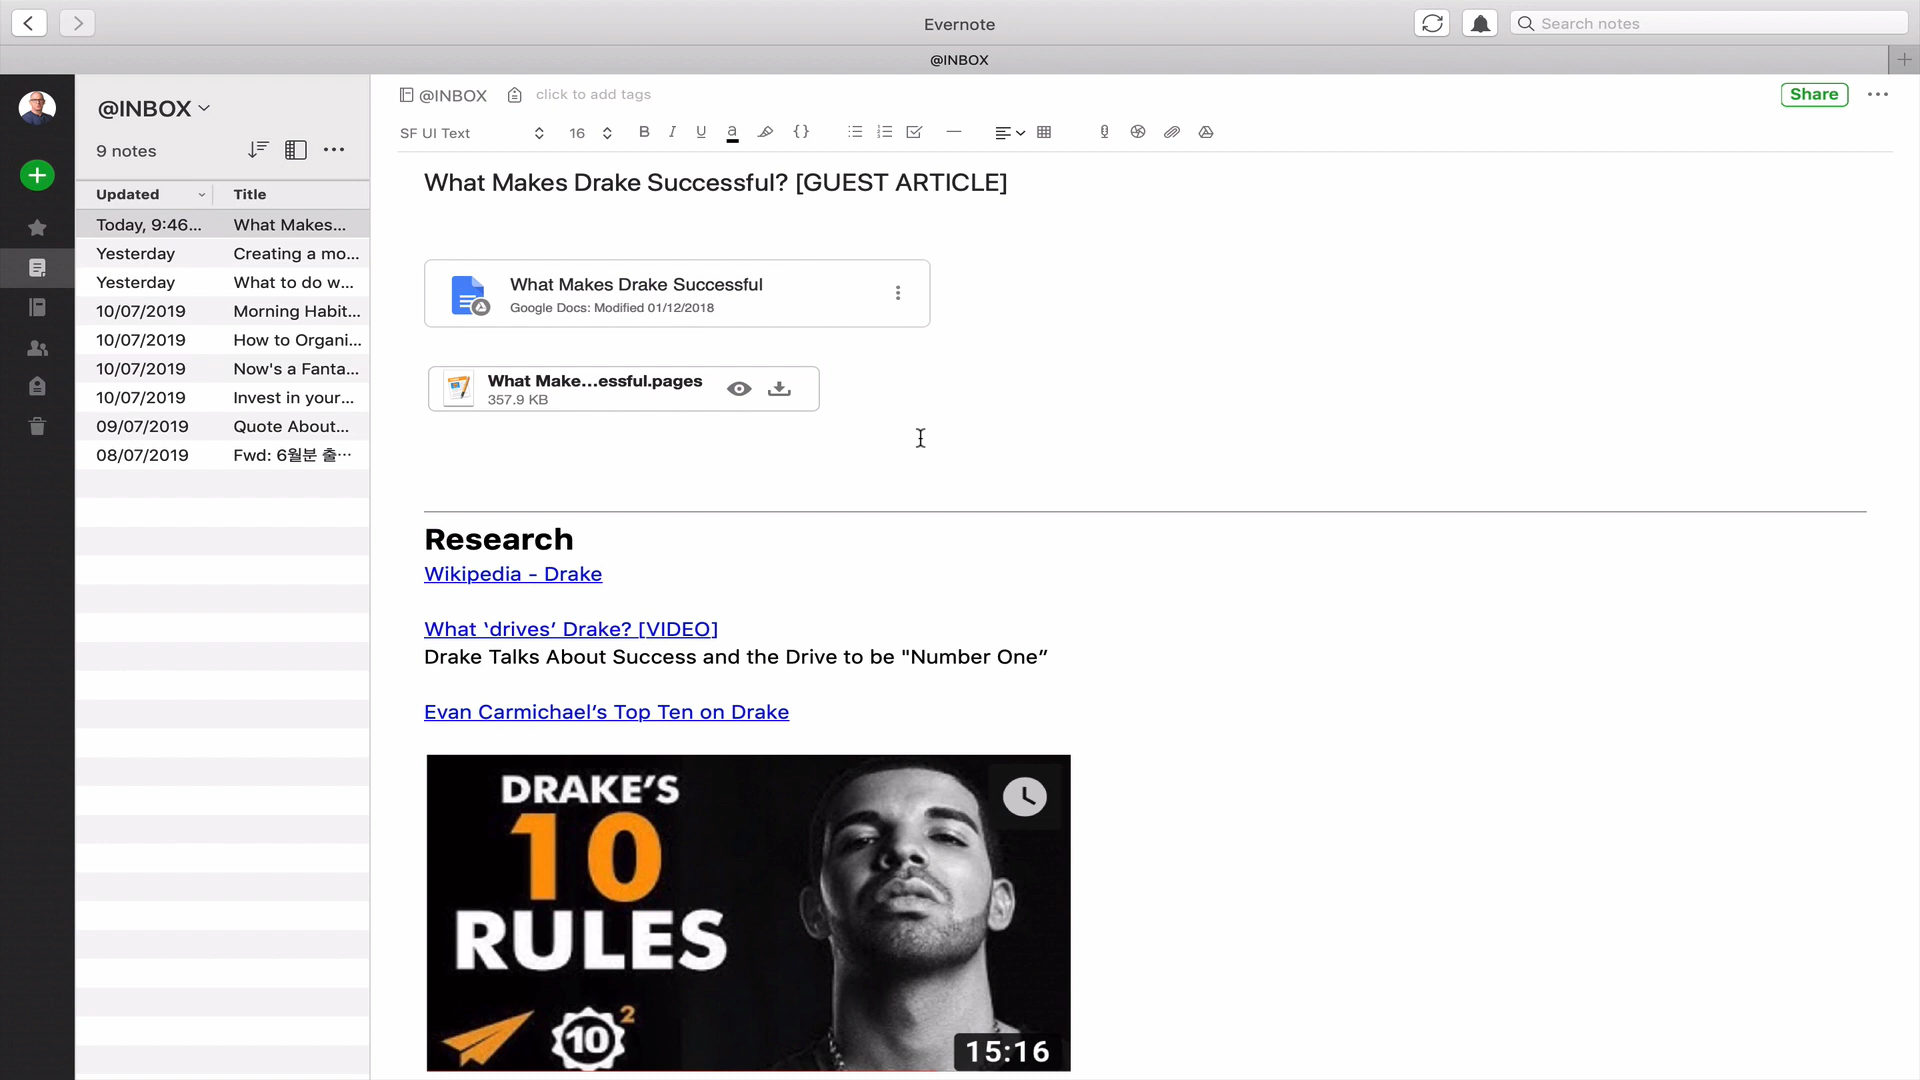 Evernote
Search notes
@INBOX
@INBOX
9 notes
Updated Title
Today, 9:46... What Makes...
Yesterday Creating a mo...
Yesterday What to do w...
10/07/2019 Morning Habit...
10/07/2019 How to Organi...
10/07/2019 Now's a Fanta...
10/07/2019 Invest in your...
09/07/2019 Quote About...
08/07/2019 Fwd: 6월분 출...
@INBOX click to add tags
Share
SF UI Text 16 B I U a {}
What Makes Drake Successful? [GUEST ARTICLE]
What Makes Drake Successful
Google Docs: Modified 01/12/2018
What Make...essful.pages
357.9 KB
Research
Wikipedia - Drake
What ‘drives’ Drake? [VIDEO]
Drake Talks About Success and the Drive to be "Number One”
Evan Carmichael’s Top Ten on Drake
DRAKE’S
10
RULES
10 2
15:16